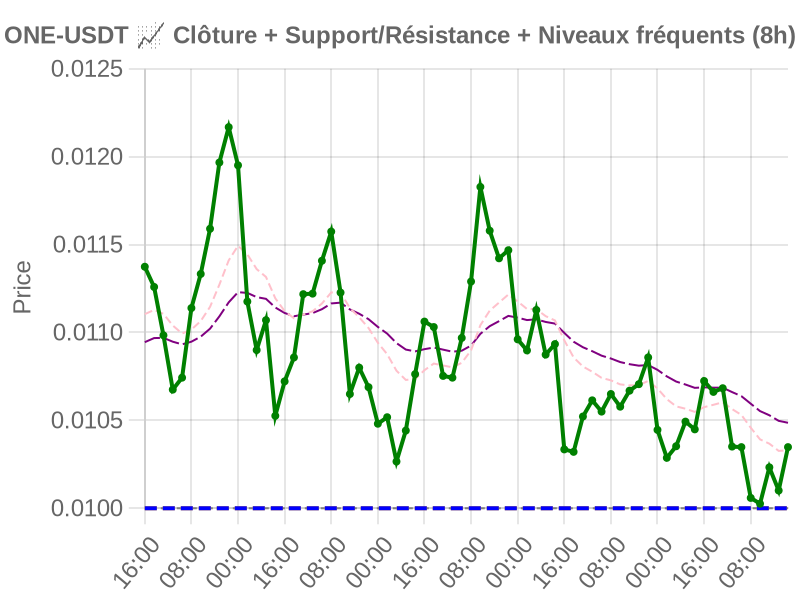 ONE-USDT 📈 Clôture + Support/Résistance + Niveaux fréquents (8h)
0.0125
0.0120
0.0115
0.0110
0.0105
0.0100
Price
16:00 08:00 00:00 16:00 08:00 00:00 16:00 08:00 00:00 16:00 08:00 00:00 16:00 08:00